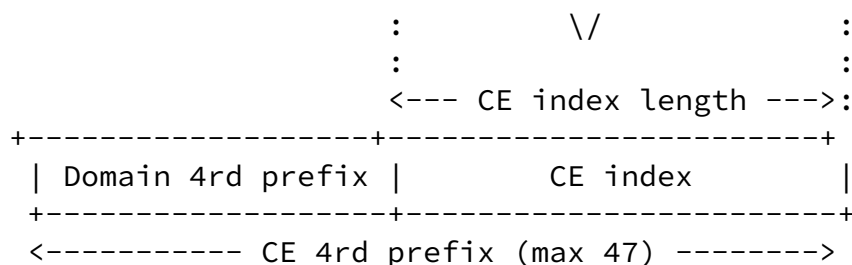 :          \/              :
                      :                          :
                      <--- CE index length --->:
+--------------------+------------------------+
 | Domain 4rd prefix |        CE index        |
 +--------------------+-------------------------+
 <----------- CE 4rd prefix (max 47) -------->